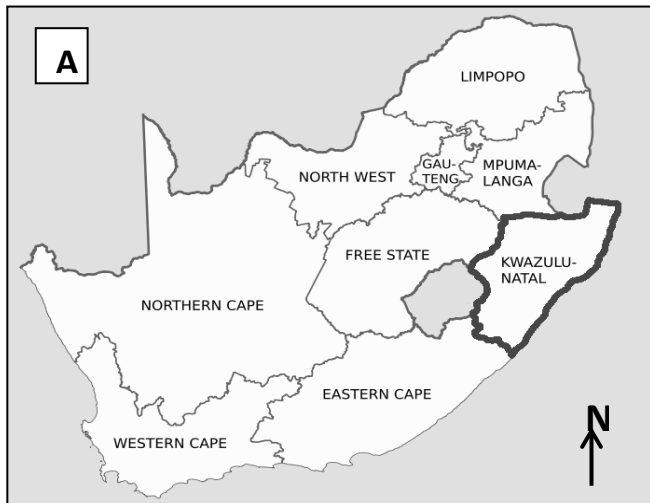 A
LIMPOPO
GAU-
TENG
MPUMA-
LANGA
NORTH WEST
FREE STATE
KWAZULU-
NATAL
NORTHERN CAPE
EASTERN CAPE
WESTERN CAPE
N